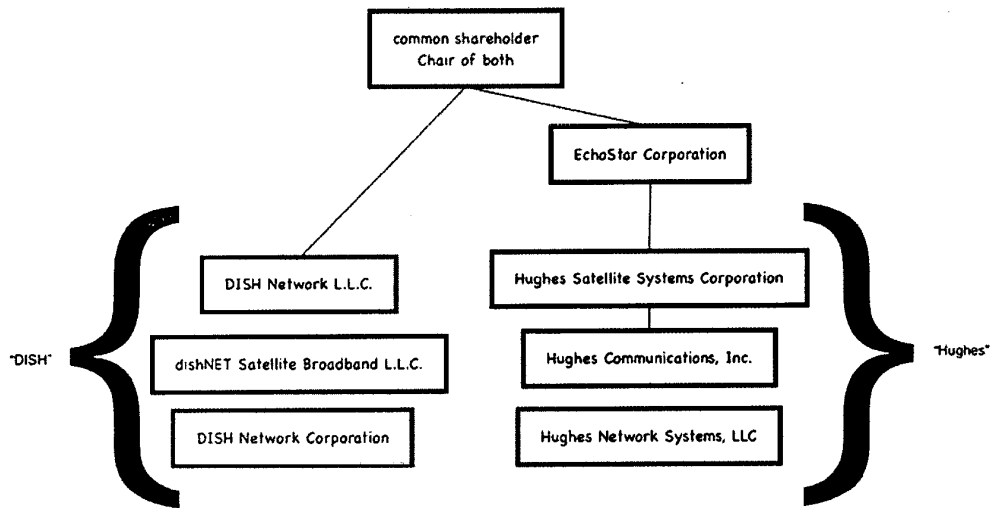 common shareholder
Chair of both
EchoStar Corporation
DISH Network L.L.C.
Hughes Satellite Systems Corporation
"DISH"
dishNET Satellite Broadband L.L.C.
Hughes Communications, Inc.
"Hughes"
DISH Network Corporation
Hughes Network Systems, LLC